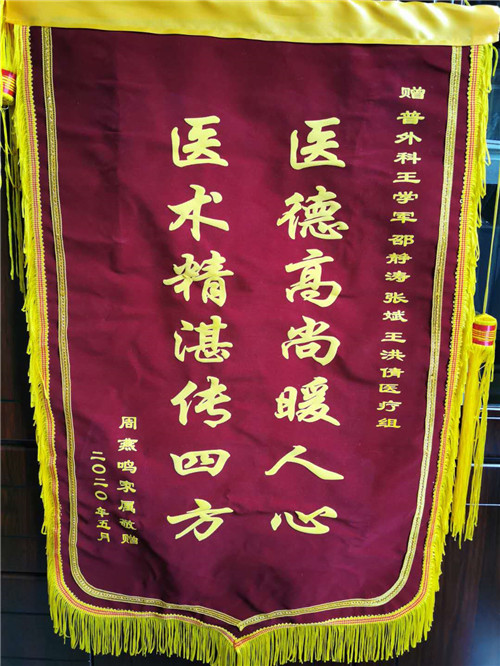 赠普外科王学军邵静涛张斌王洪倩医疗组
医德高尚暖人心
医术精湛传四方
周燕鸣家属敬赠
二〇二〇年五月